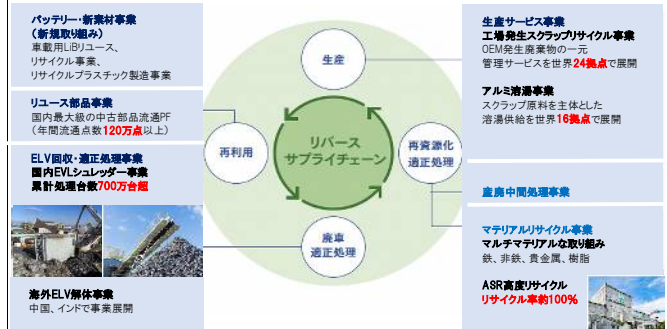 バッテリー・新素材事業
（新規取り組み）
車載用LiBリユース、
リサイクル事業、
リサイクルプラスチック製造事業
リユース部品事業
国内最大級の中古部品流通PF
（年間流通点数120万点以上）
ELV回収・適正処理事業
国内EVLシュレッダー事業
累計処理台数700万台超
海外ELV解体事業
中国、インドで事業展開
生産
再利用
リバース
サプライチェーン
再資源化
適正処理
廃車
適正処理
生産サービス事業
工場発生スクラップリサイクル事業
OEM発生廃棄物の一元
管理サービスを世界24拠点で展開
アルミ溶湯事業
スクラップ原料を主体とした
溶湯供給を世界16拠点で展開
産廃中間処理事業
マテリアルリサイクル事業
マルチマテリアルな取り組み
鉄、非鉄、貴金属、樹脂
ASR高度リサイクル
リサイクル率約100%